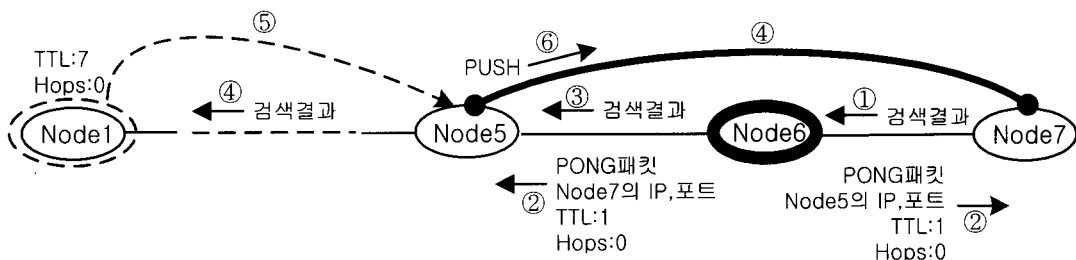 ⑤
TTL:7
Hops:0
⑥
PUSH
④
④ 검색결과
③ 검색결과
① 검색결과
Node1
Node5
Node6
Node7
PONG패킷
Node7의 IP,포트
② TTL:1
Hops:0
PONG패킷
Node5의 IP,포트
TTL:1 ②
Hops:0